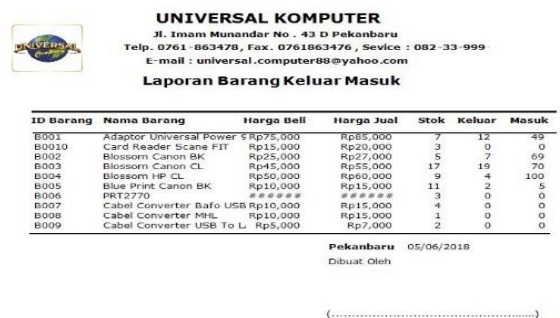 UNIVERSAL
UNIVERSAL KOMPUTER
Jl. Imam Munandar No . 43 D Pekanbaru
Telp. 0761-863478, Fax. 0761863476 , Sevice : 082-33-999
E-mail : universal.computer88@yahoo.com
Laporan Barang Keluar Masuk
ID Barang Nama Barang Harga Beli Harga Jual Stok Keluar Masuk
B001 Adaptor Universal Power S Rp75,000 Rp85,000 7 12 49
B0010 Card Reader Scane FIT Rp15,000 Rp20,000 3 0 0
B002 Blossom Canon BK Rp25,000 Rp27,000 5 7 69
B003 Blossom Canon CL Rp45,000 Rp55,000 17 19 70
B004 Blossom HP CL Rp50,000 Rp60,000 9 4 100
B005 Blue Print Canon BK Rp10,000 Rp15,000 11 2 5
B006 PRT2770 ###### ###### 3 0 0
B007 Cabel Converter Bafo USB Rp10,000 Rp15,000 4 0 0
B008 Cabel Converter MHL Rp10,000 Rp15,000 1 0 0
B009 Cabel Converter USB To L Rp5,000 Rp7,000 2 0 0
Pekanbaru 05/06/2018
Dibuat Oleh
(................................................)